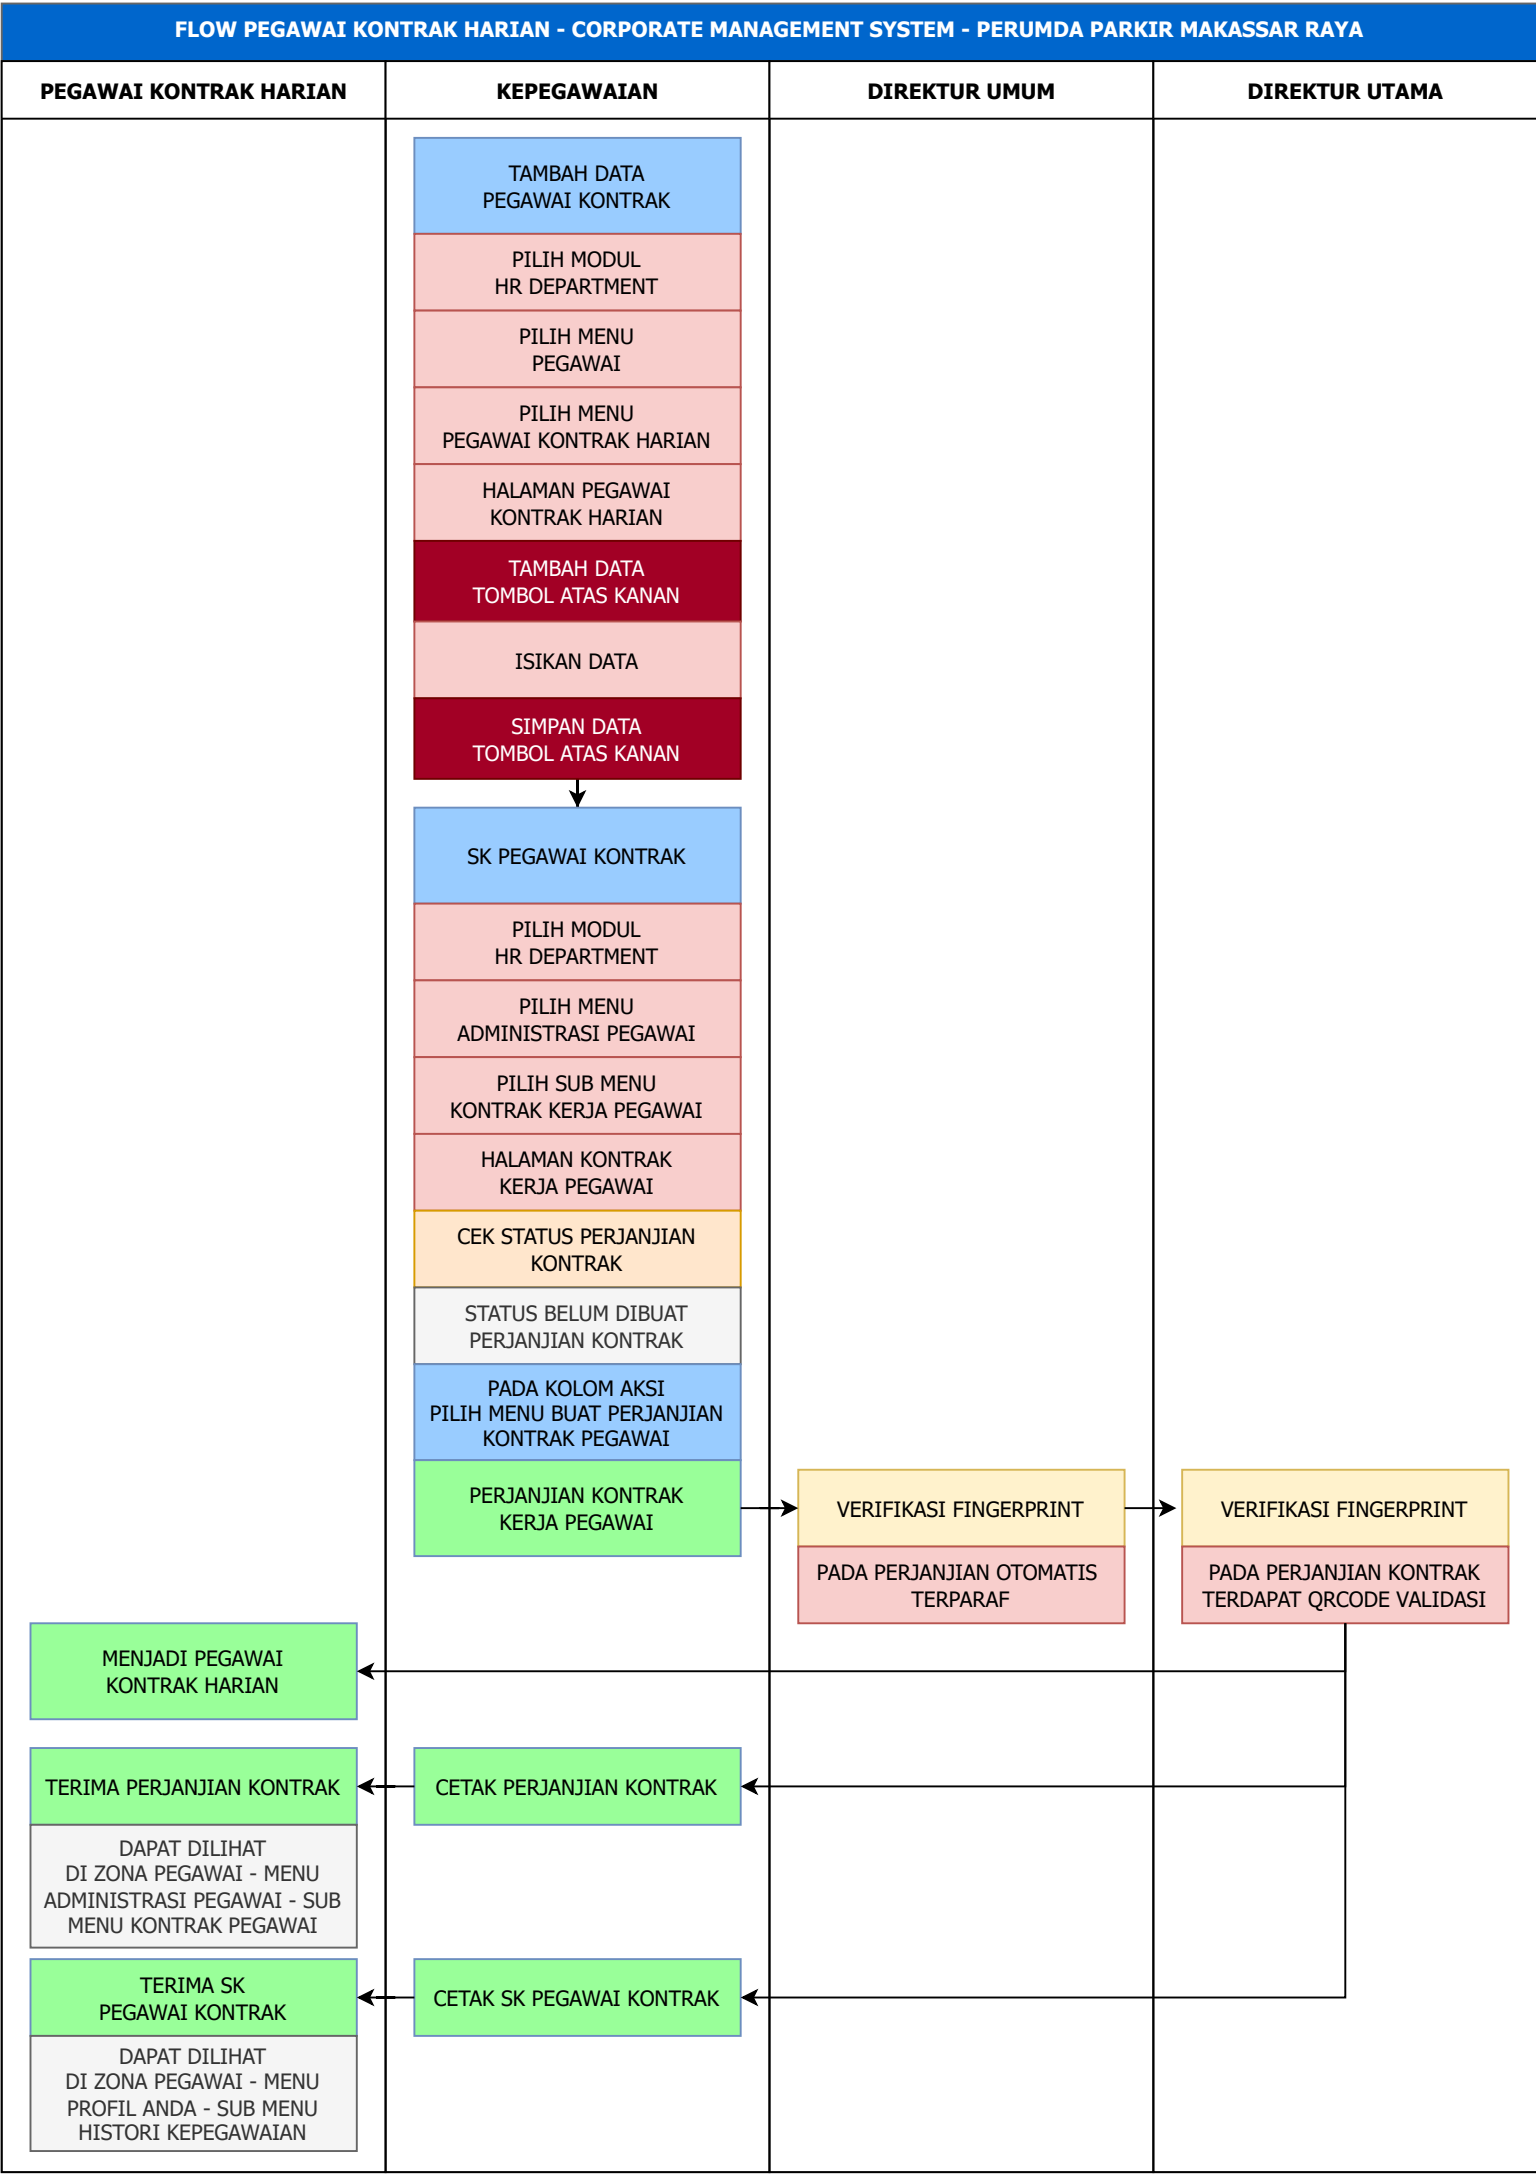 FLOW PEGAWAI KONTRAK HARIAN - CORPORATE MANAGEMENT SYSTEM - PERUMDA PARKIR MAKASSAR RAYA
PEGAWAI KONTRAK HARIAN
KEPEGAWAIAN
DIREKTUR UMUM
DIREKTUR UTAMA
TAMBAH DATA
PEGAWAI KONTRAK
PILIH MODUL
HR DEPARTMENT
PILIH MENU
PEGAWAI
PILIH MENU
PEGAWAI KONTRAK HARIAN
HALAMAN PEGAWAI
KONTRAK HARIAN
TAMBAH DATA
TOMBOL ATAS KANAN
ISIKAN DATA
SIMPAN DATA
TOMBOL ATAS KANAN
SK PEGAWAI KONTRAK
PILIH MODUL
HR DEPARTMENT
PILIH MENU
ADMINISTRASI PEGAWAI
PILIH SUB MENU
KONTRAK KERJA PEGAWAI
HALAMAN KONTRAK
KERJA PEGAWAI
CEK STATUS PERJANJIAN
KONTRAK
STATUS BELUM DIBUAT
PERJANJIAN KONTRAK
PADA KOLOM AKSI
PILIH MENU BUAT PERJANJIAN
KONTRAK PEGAWAI
PERJANJIAN KONTRAK
KERJA PEGAWAI
VERIFIKASI FINGERPRINT
PADA PERJANJIAN OTOMATIS
TERPARAF
VERIFIKASI FINGERPRINT
PADA PERJANJIAN KONTRAK
TERDAPAT QRCODE VALIDASI
MENJADI PEGAWAI
KONTRAK HARIAN
TERIMA PERJANJIAN KONTRAK
CETAK PERJANJIAN KONTRAK
DAPAT DILIHAT
DI ZONA PEGAWAI - MENU
ADMINISTRASI PEGAWAI - SUB
MENU KONTRAK PEGAWAI
TERIMA SK
PEGAWAI KONTRAK
CETAK SK PEGAWAI KONTRAK
DAPAT DILIHAT
DI ZONA PEGAWAI - MENU
PROFIL ANDA - SUB MENU
HISTORI KEPEGAWAIAN